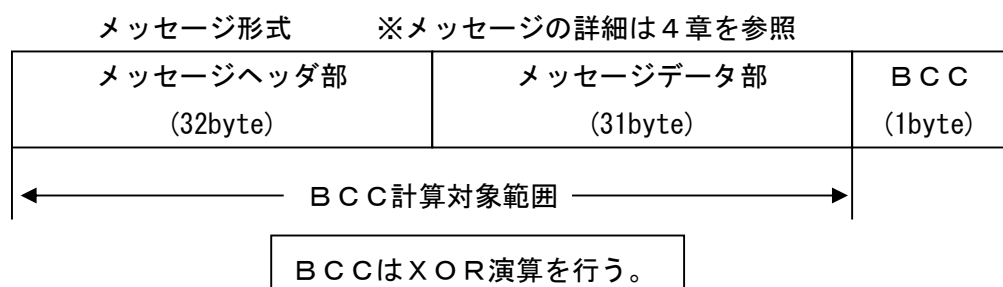 メッセージ形式　　※メッセージの詳細は４章を参照
メッセージヘッダ部　メッセージデータ部　ＢＣＣ
(32byte)　(31byte)　(1byte)
ＢＣＣ計算対象範囲
ＢＣＣはＸＯＲ演算を行う。